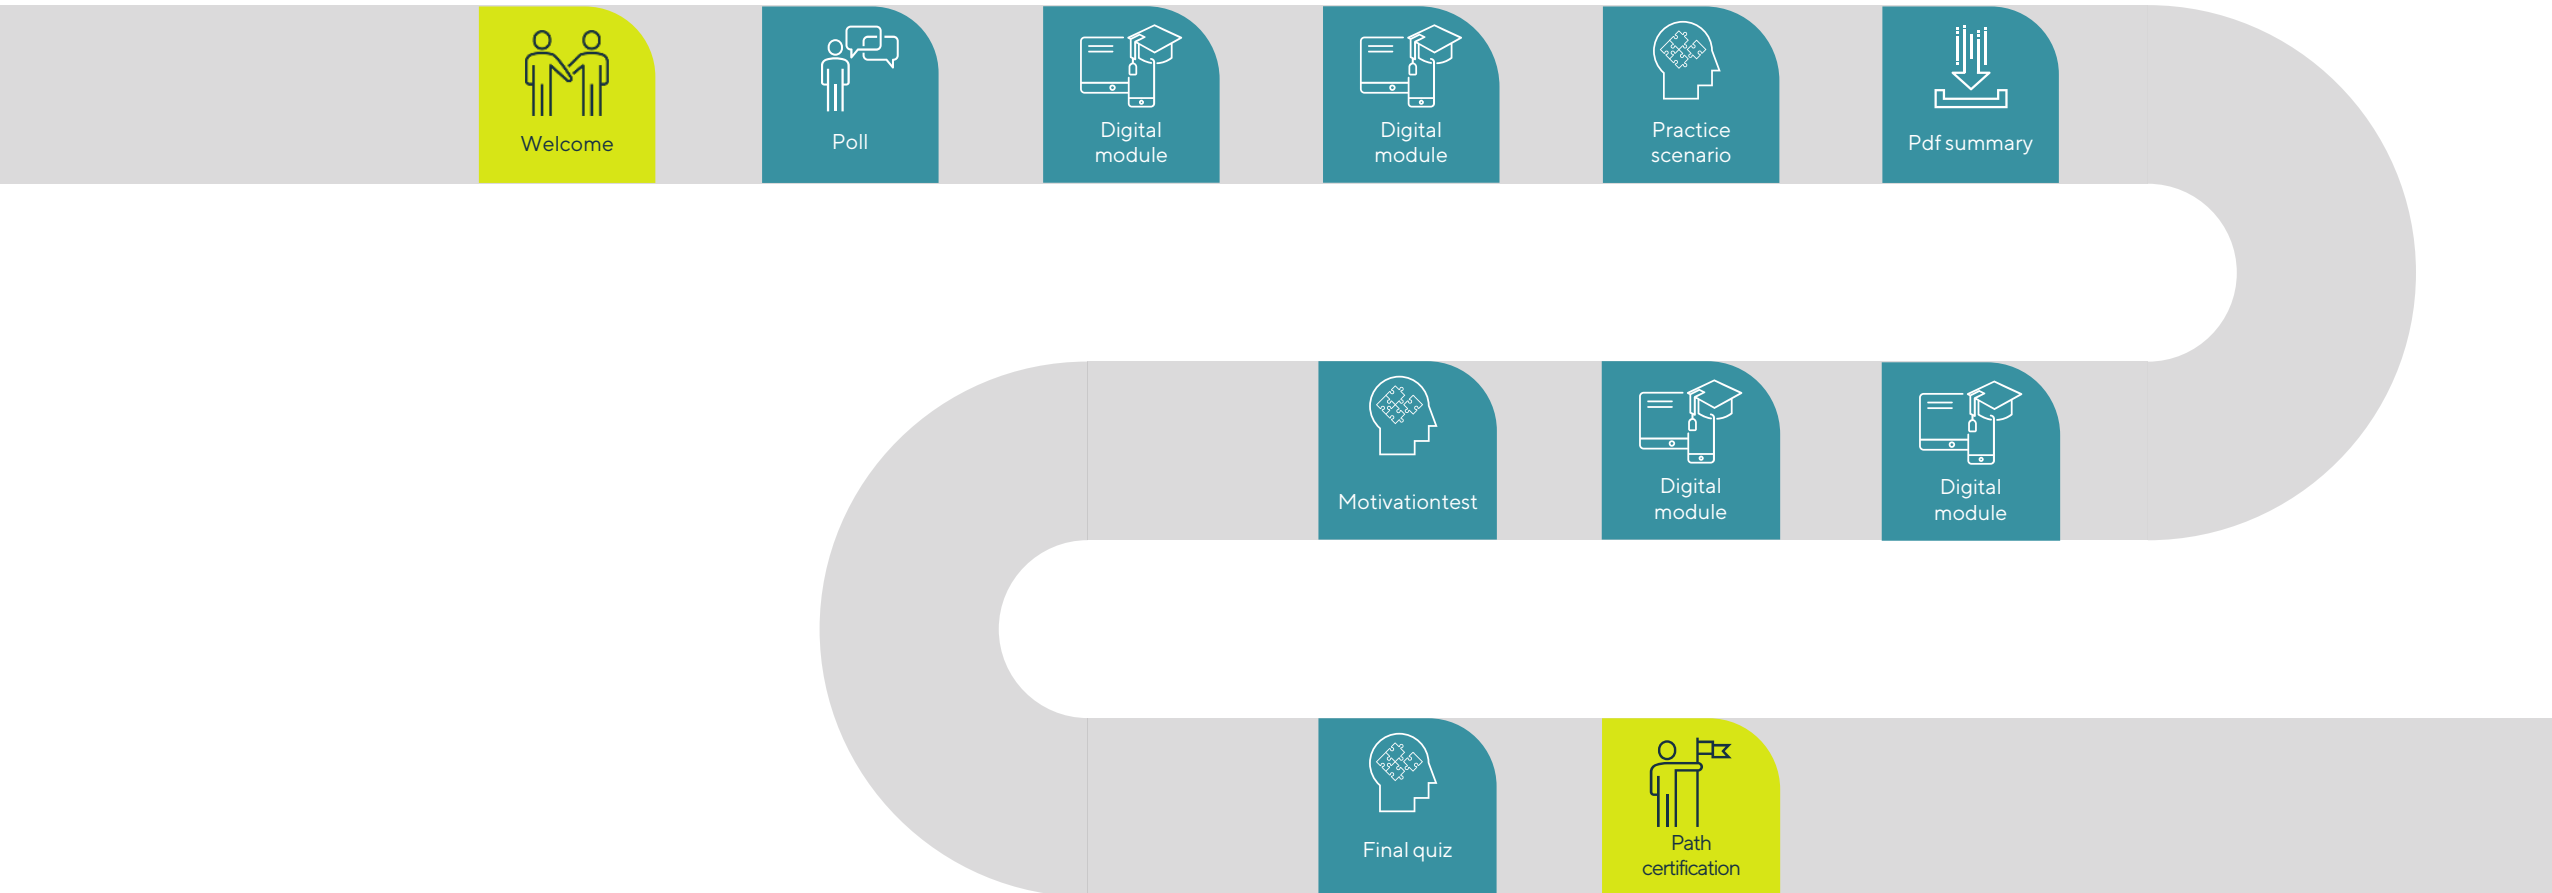 Welcome
Poll
Digital
module
Digital
module
Practice
scenario
Pdf summary
Motivationtest
Digital
module
Digital
module
Final quiz
Path
certification